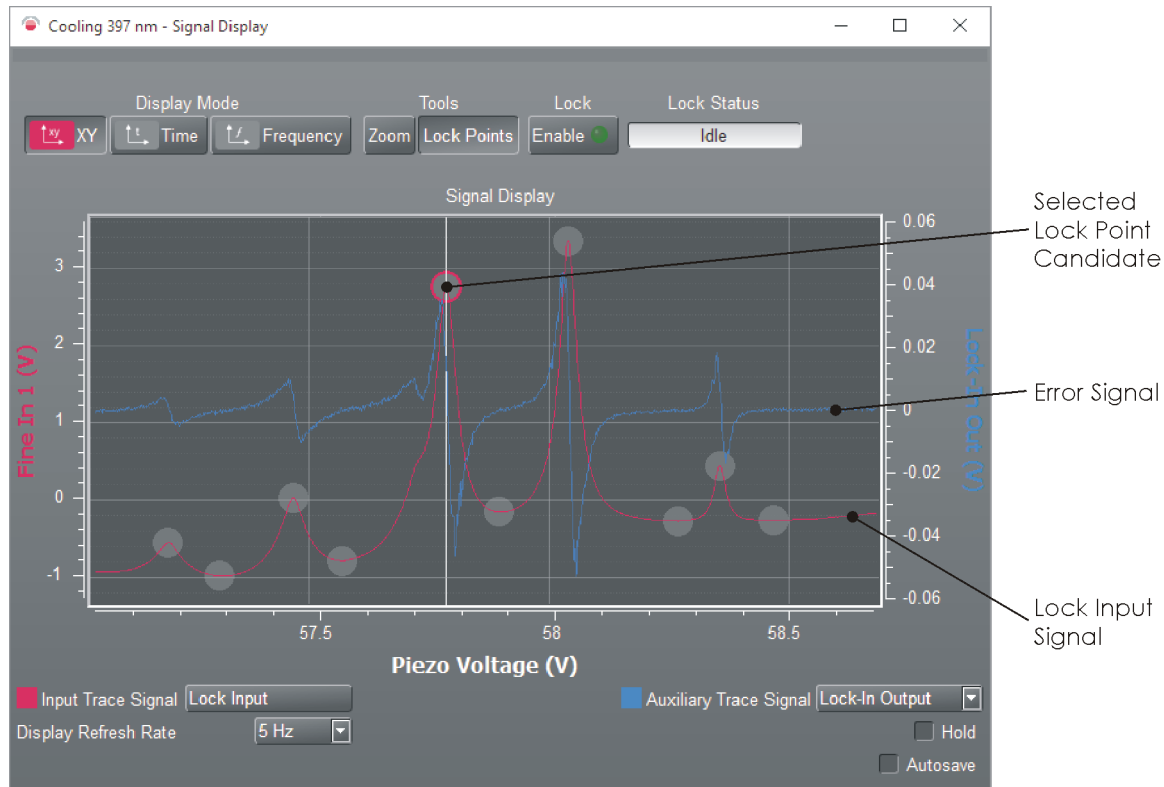 Cooling 397 nm - Signal Display
Display Mode
Tools
Lock
Lock Status
XY
Time
Frequency
Zoom
Lock Points
Enable
Idle
Signal Display
Selected
Lock Point
Candidate
Error Signal
Lock Input
Signal
Fine In 1 (V)
3
2
1
0
-1
0.06
0.04
0.02
0
-0.02
-0.04
-0.06
Lock-In Out (V)
57.5
58
58.5
Piezo Voltage (V)
Input Trace Signal
Lock Input
Auxiliary Trace Signal
Lock-In Output
Display Refresh Rate
5 Hz
Hold
Autosave